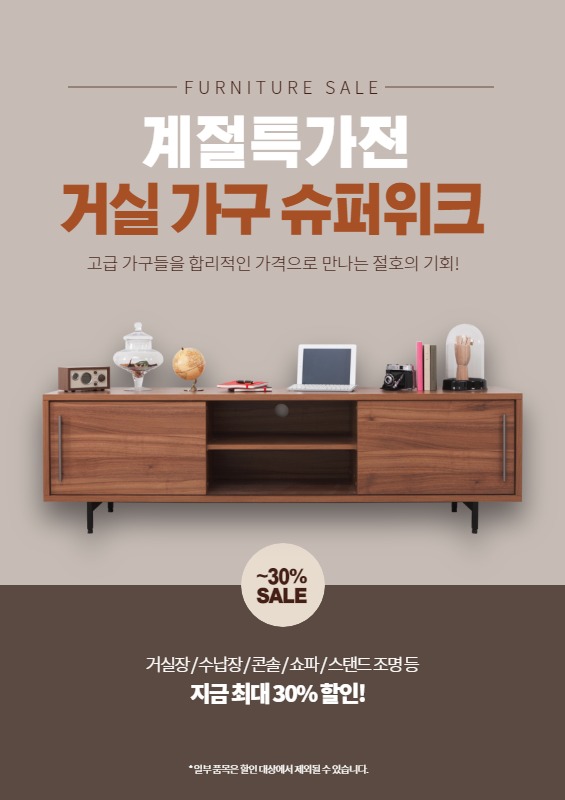 FURNITURE SALE
계절특가전
거실 가구 슈퍼위크
고급 가구들을 합리적인 가격으로 만나는 절호의 기회!
~30%
SALE
거실장/수납장/콘솔/쇼파/스탠드 조명 등
지금 최대 30% 할인!
*일부 품목은 할인 대상에서 제외될 수 있습니다.